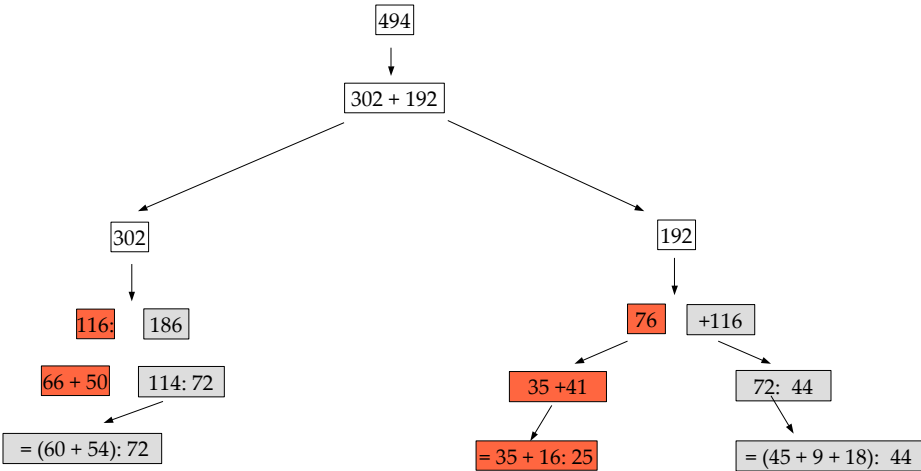 494
302 + 192
302
192
116:
186
76
+116
66 + 50
114: 72
35 +41
72: 44
= (60 + 54): 72
= 35 + 16: 25
= (45 + 9 + 18): 44